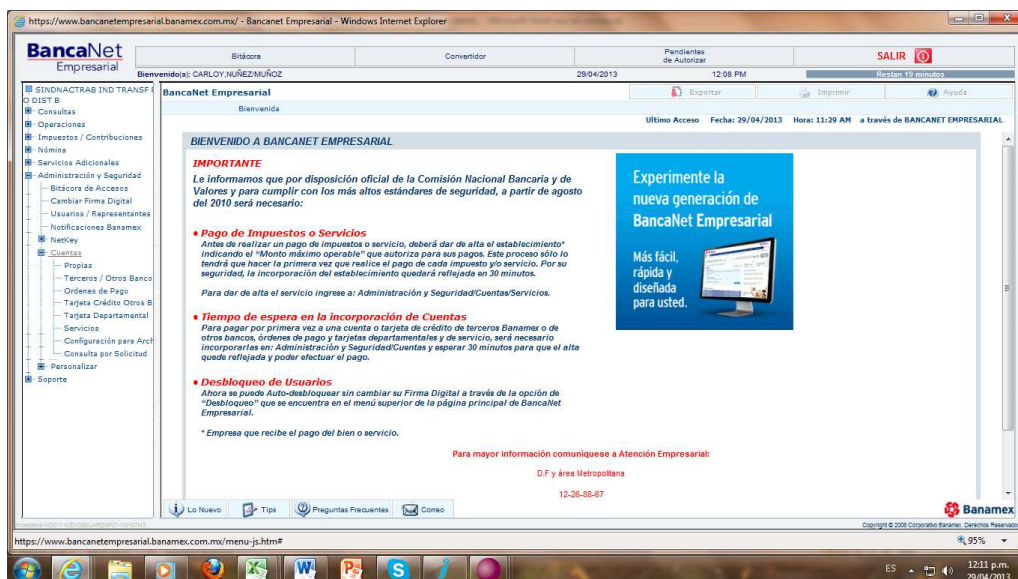 https://www.bancanetempresarial.banamex.com.mx/ - Bancanet Empresarial - Windows Internet Explorer
BancaNet
Empresarial
Bitácora
Convertidor
Pendientes
de Autorizar
SALIR
Bienvenido(a): CARLOY,NUÑEZ/MUÑOZ
29/04/2013
12:08 PM
Restan 19 minutos
SINDNACTRAB IND TRANSF
O DIST B
Consultas
Operaciones
Impuestos / Contribuciones
Nómina
Servicios Adicionales
Administración y Seguridad
Bitácora de Accesos
Cambiar Firma Digital
Usuarios / Representantes
Notificaciones Banamex
NetKey
Cuentas
Propias
Terceros / Otros Banco
Ordenes de Pago
Tarjeta Crédito Otros B
Tarjeta Departamental
Servicios
Configuración para Arch
Consulta por Solicitud
Personalizar
Soporte
BancaNet Empresarial
Exportar
Imprimir
Ayuda
Bienvenida
Ultimo Acceso Fecha: 29/04/2013 Hora: 11:29 AM a través de BANCANET EMPRESARIAL
BIENVENIDO A BANCANET EMPRESARIAL
IMPORTANTE
Le informamos que por disposición oficial de la Comisión Nacional Bancaria y de
Valores y para cumplir con los más altos estándares de seguridad, a partir de agosto
del 2010 será necesario:
• Pago de Impuestos o Servicios
Antes de realizar un pago de impuestos o servicio, deberá dar de alta el establecimiento*
indicando el "Monto máximo operable" que autoriza para sus pagos. Este proceso sólo lo
tendrá que hacer la primera vez que realice el pago de cada impuesto y/o servicio. Por su
seguridad, la incorporación del establecimiento quedará reflejada en 30 minutos.
Para dar de alta el servicio ingrese a: Administración y Seguridad/Cuentas/Servicios.
• Tiempo de espera en la incorporación de Cuentas
Para pagar por primera vez a una cuenta o tarjeta de crédito de terceros Banamex o de
otros bancos, órdenes de pago y tarjetas departamentales y de servicio, será necesario
incorporarlas en: Administración y Seguridad/Cuentas y esperar 30 minutos para que el alta
quede reflejada y poder efectuar el pago.
• Desbloqueo de Usuarios
Ahora se puede Auto-desbloquear sin cambiar su Firma Digital a través de la opción de
"Desbloqueo" que se encuentra en el menú superior de la página principal de BancaNet
Empresarial.
* Empresa que recibe el pago del bien o servicio.
Experimente la
nueva generación de
BancaNet Empresarial
Más fácil,
rápida y
diseñada
para usted.
Para mayor información comuníquese a Atención Empresarial:
D.F y área Metropolitana
12-26-88-67
Lo Nuevo
Tips
Preguntas Frecuentes
Correo
Banamex
Copyright © 2008 Corporativo Banamex. Derechos Reservados
https://www.bancanetempresarial.banamex.com.mx/menu-js.htm#
95%
ES
12:11 p.m.
29/04/2013